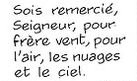 Sois remercié,
Seigneur, pour
frère vent, pour
l'air, les nuages
et le ciel.